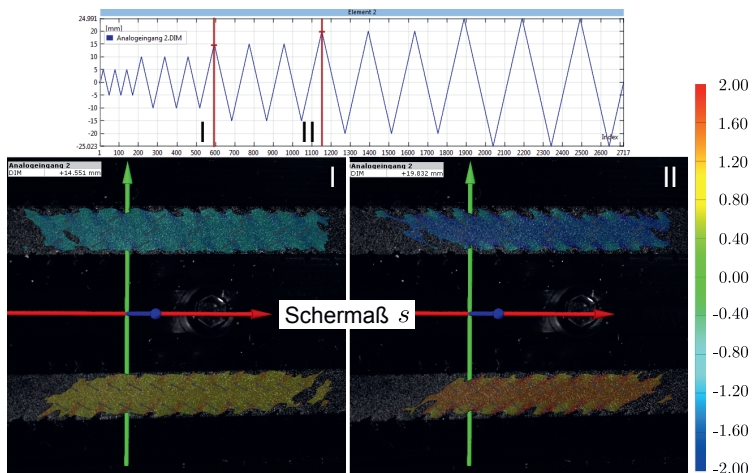 Element 2
24.991
[mm]
Analogeingang 2.DIM
20
15
10
5
0
-5
-10
-15
-20
-25.023
Index
1 100 200 300 400 500 600 700 800 900 1000 1100 1200 1300 1400 1500 1600 1700 1800 1900 2000 2100 2200 2300 2400 2500 2600 2717
I
II
Analogeingang 2
DIM +14.551 mm
I
Analogeingang 2
DIM +19.832 mm
II
Schermaß s
2.00
2.00
1.60
1.20
0.80
0.40
0.00
-0.40
-0.80
-1.20
-1.60
-2.00